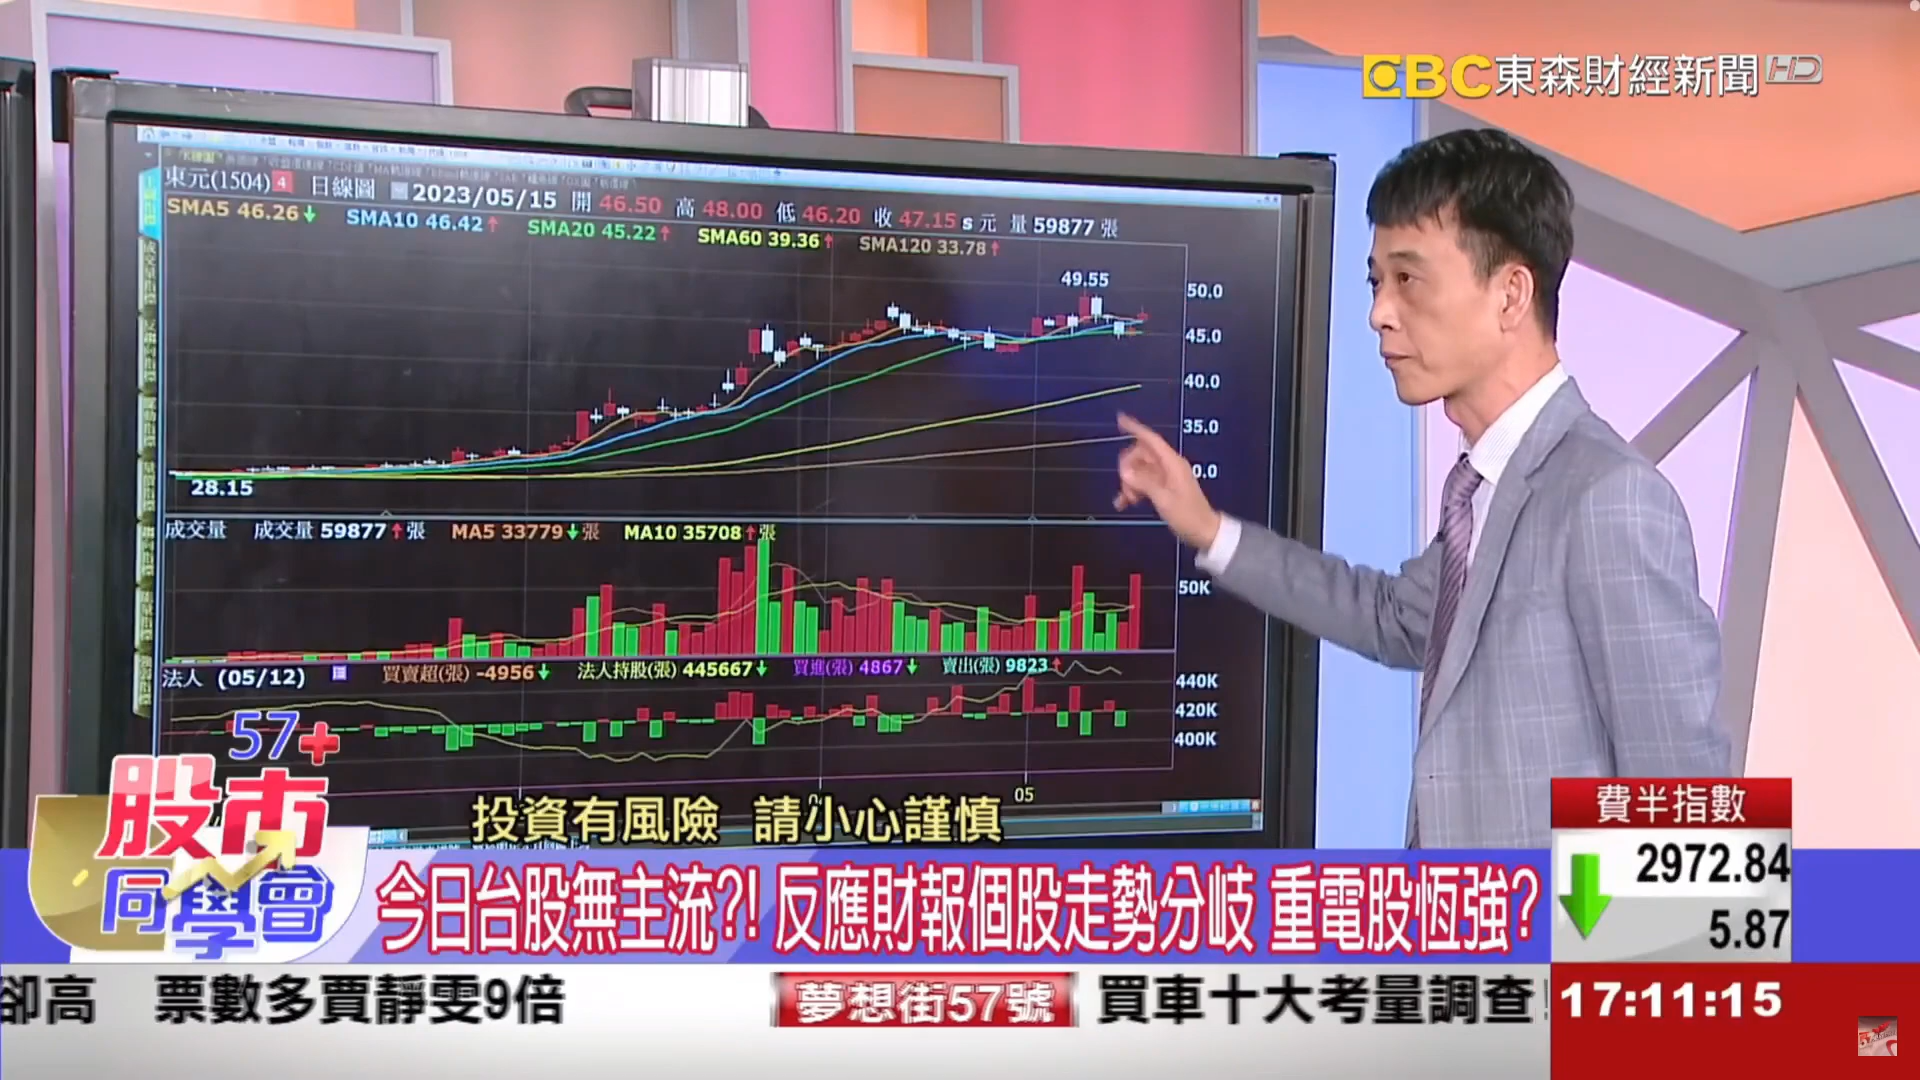 EBC東森財經新聞HD
東元(1504) 4 日線圖 2023/05/15 開 46.50 高 48.00 低 46.20 收 47.15 s 元 量 59877 張
SMA5 46.26↓ SMA10 46.42↑ SMA20 45.22↑ SMA60 39.36↑ SMA120 33.78↑
49.55
50.0
45.0
40.0
35.0
28.15
成交量 成交量 59877↑張 MA5 33779↓張 MA10 35708↑張
50K
法人 (05/12) 買賣超(張) -4956↓ 法人持股(張) 445667↓ 買進(張) 4867↓ 賣出(張) 9823↑
440K
420K
400K
05
57+
股市
同學會
投資有風險 請小心謹慎
今日台股無主流?! 反應財報個股走勢分歧 重電股恆強?
費半指數
2972.84
5.87
卻高 票數多賈靜雯9倍 夢想街57號 買車十大考量調查!
17:11:15